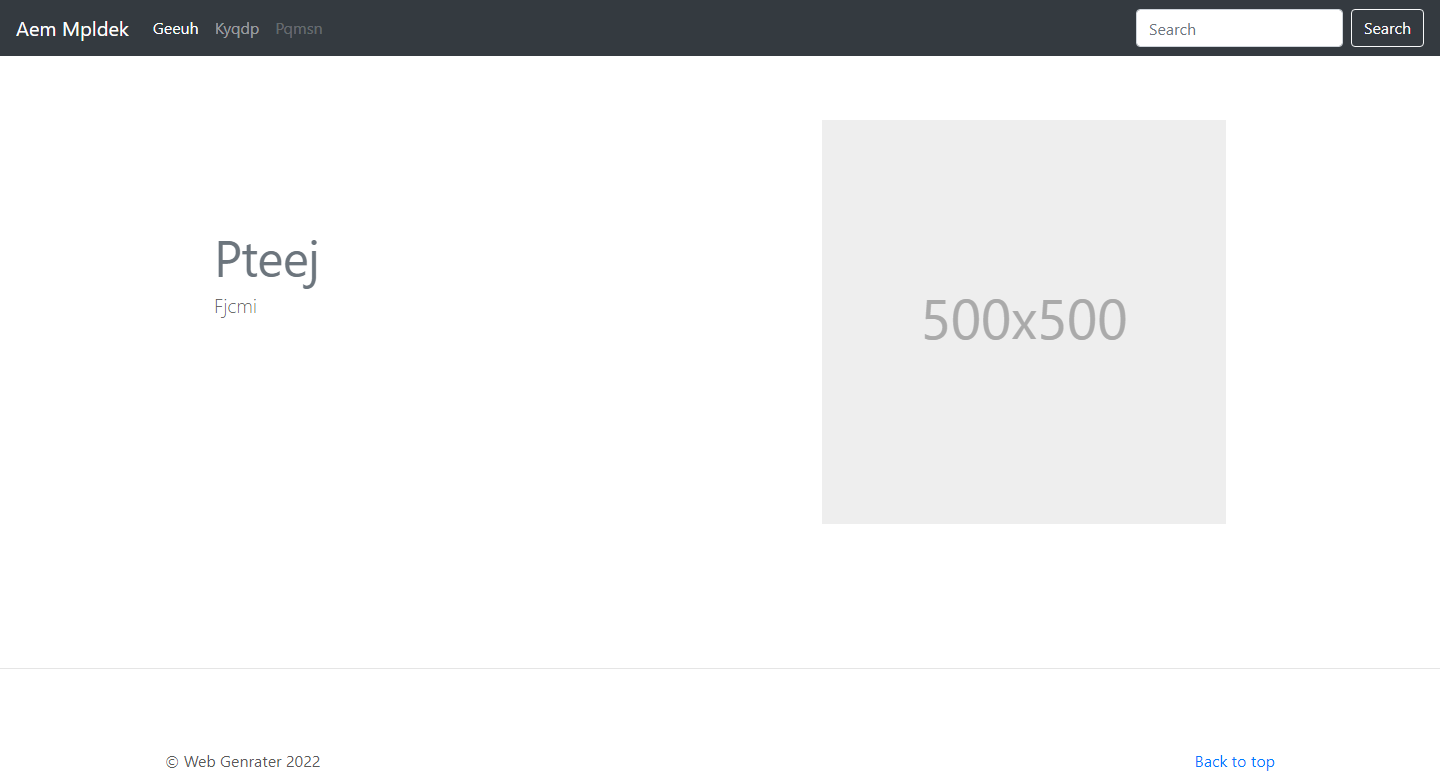 Aem Mpldek Geeuh Kyqdp Pqmsn Search Search
Pteej
Fjcmi
500x500
© Web Genrater 2022 Back to top